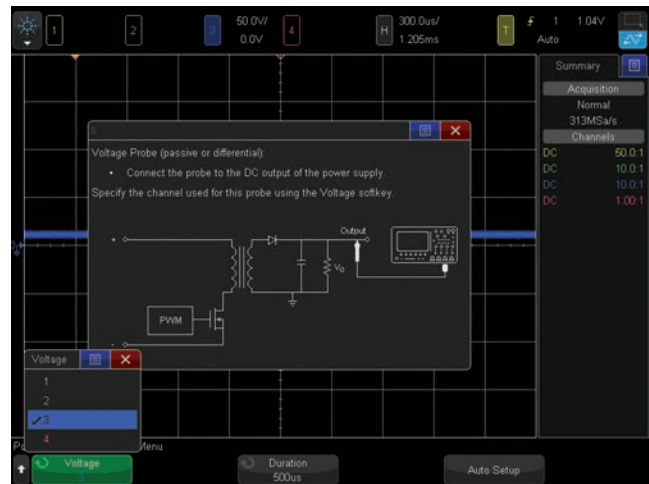 1
2
3
50.0V/
0.0V
4
H
300.0us/
1.205ms
T
1
1.04V
Auto
Summary
Acquisition
Normal
313MSa/s
Channels
DC 50.0:1
DC 10.0:1
DC 10.0:1
DC 1.00:1
Voltage Probe (passive or differential):
• Connect the probe to the DC output of the power supply.
Specify the channel used for this probe using the Voltage softkey.
Output
+
Vo
PWM
-
Voltage
1
2
3
4
Menu
Voltage
3
Duration
500us
Auto Setup